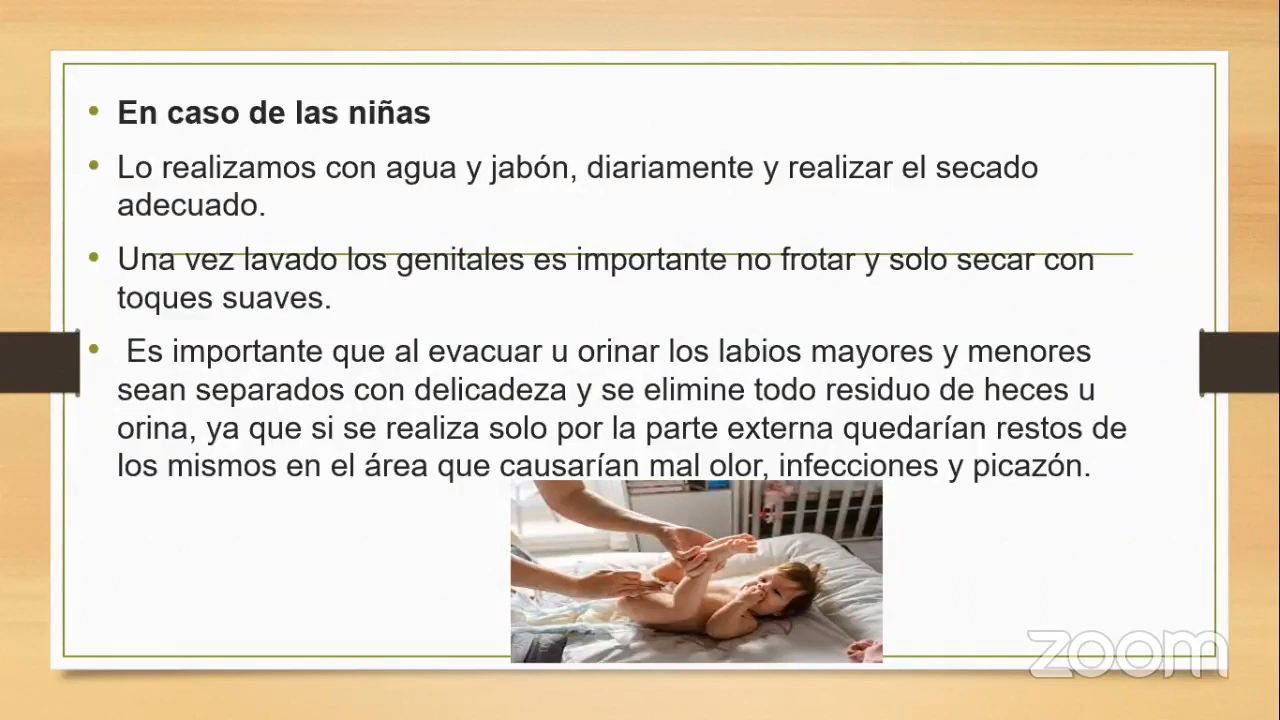 En caso de las niñas
Lo realizamos con agua y jabón, diariamente y realizar el secado
adecuado.
Una vez lavado los genitales es importante no frotar y solo secar con
toques suaves.
Es importante que al evacuar u orinar los labios mayores y menores
sean separados con delicadeza y se elimine todo residuo de heces u
orina, ya que si se realiza solo por la parte externa quedarían restos de
los mismos en el área que causarían mal olor, infecciones y picazón.
zoom